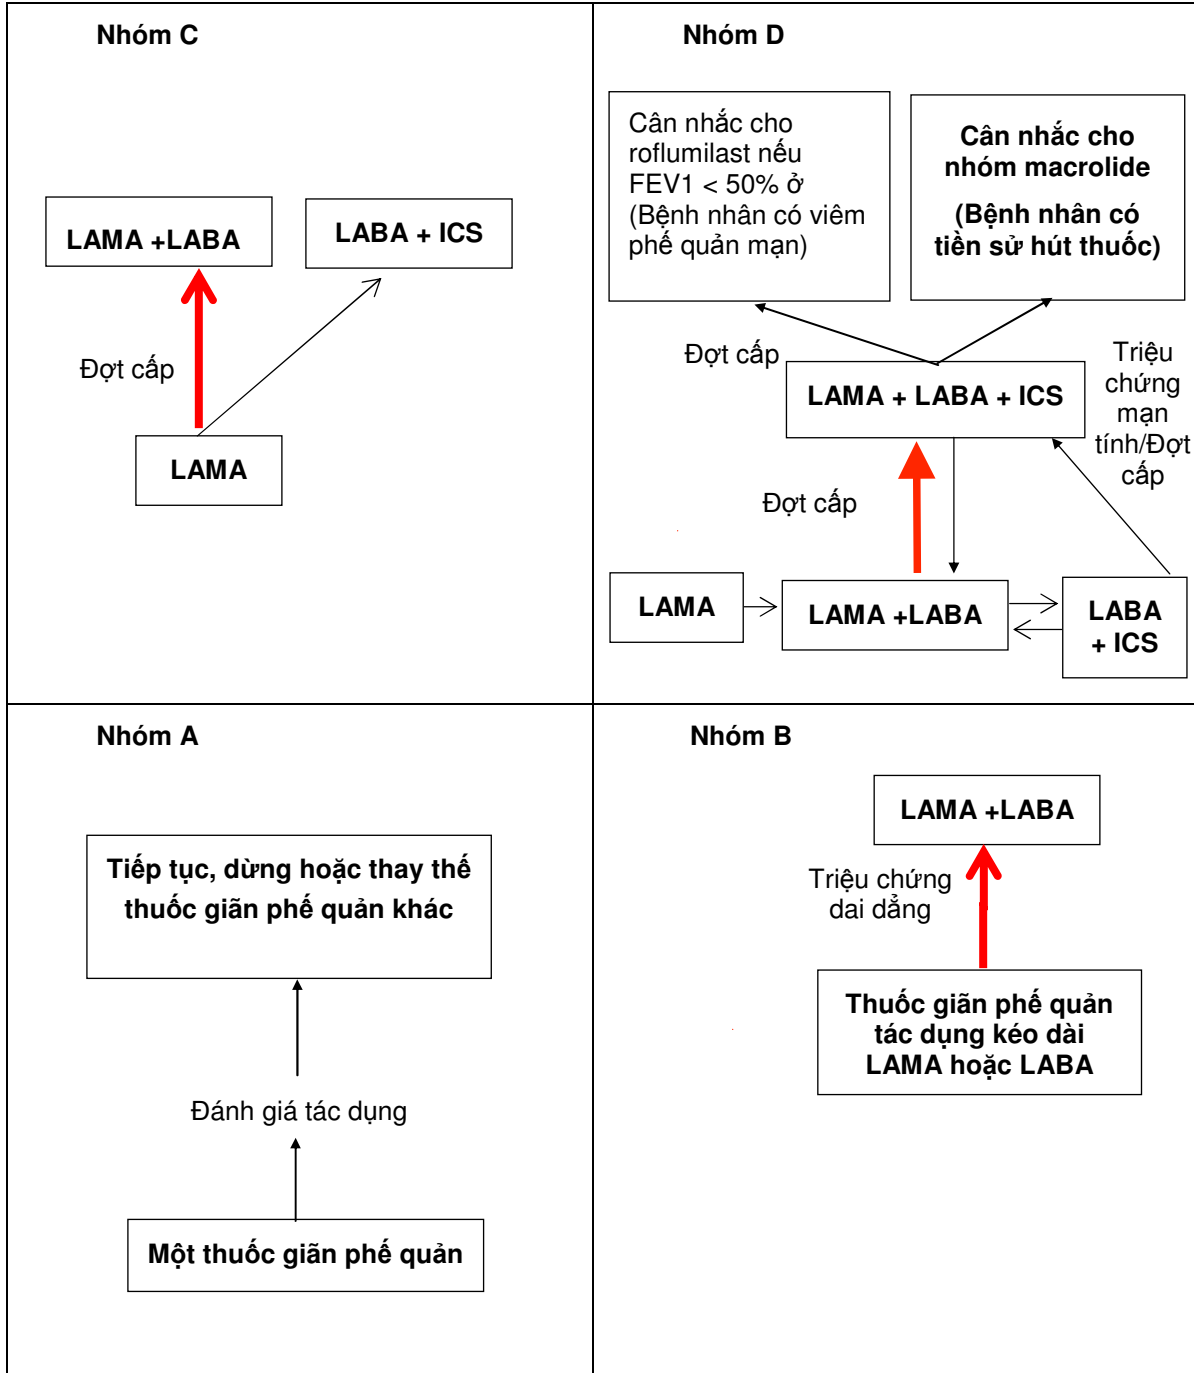 Nhóm C
LAMA +LABA
LABA + ICS
Đợt cấp
LAMA
Nhóm D
Cân nhắc cho
roflumilast nếu
FEV1 < 50% ở
(Bệnh nhân có viêm
phế quản mạn)
Cân nhắc cho
nhóm macrolide
(Bệnh nhân có
tiền sử hút thuốc)
Đợt cấp
Triệu
chứng
mạn
tính/Đợt
cấp
LAMA + LABA + ICS
Đợt cấp
LAMA
LAMA +LABA
LABA
+ ICS
Nhóm A
Tiếp tục, dừng hoặc thay thế
thuốc giãn phế quản khác
Đánh giá tác dụng
Một thuốc giãn phế quản
Nhóm B
LAMA +LABA
Triệu chứng
dai dẳng
Thuốc giãn phế quản
tác dụng kéo dài
LAMA hoặc LABA